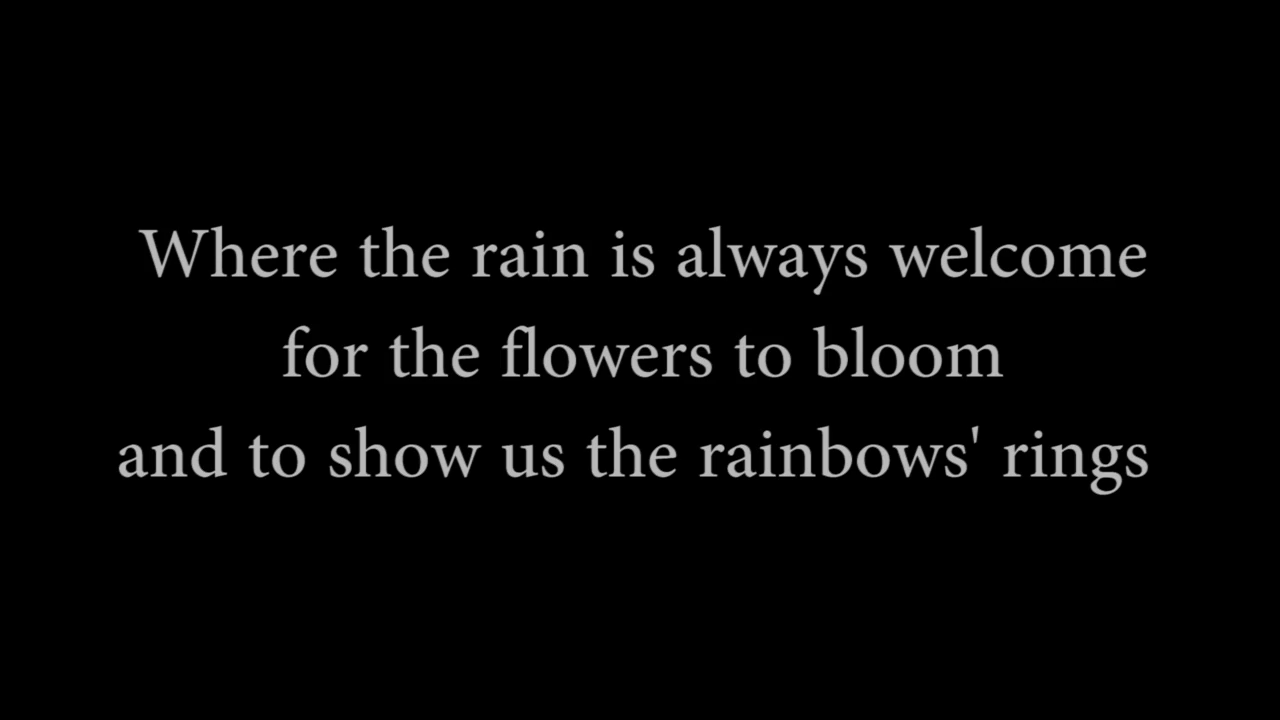 Where the rain is always welcome
for the flowers to bloom
and to show us the rainbows' rings